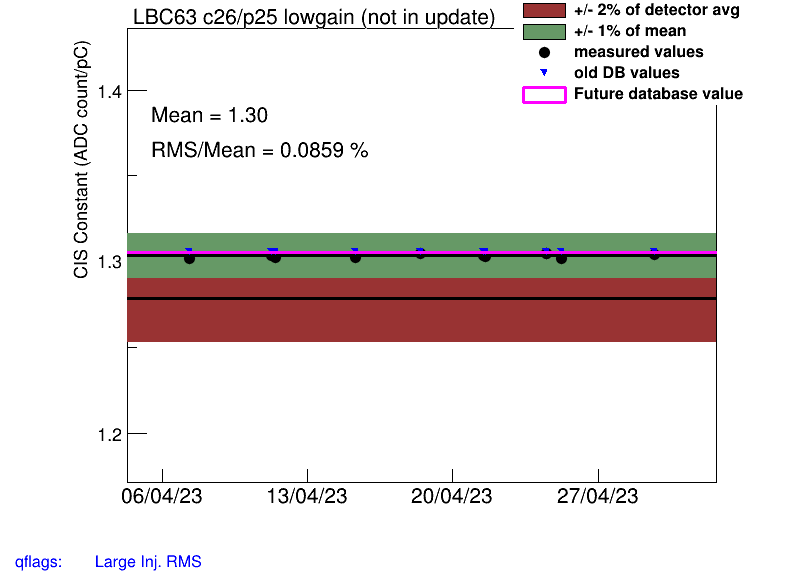 LBC63 c26/p25 lowgain (not in update)
+/- 2% of detector avg
+/- 1% of mean
measured values
old DB values
Future database value
Mean = 1.30
RMS/Mean = 0.0859 %
CIS Constant (ADC count/pC)
1.4
1.3
1.2
06/04/23 13/04/23 20/04/23 27/04/23
qflags: Large Inj. RMS